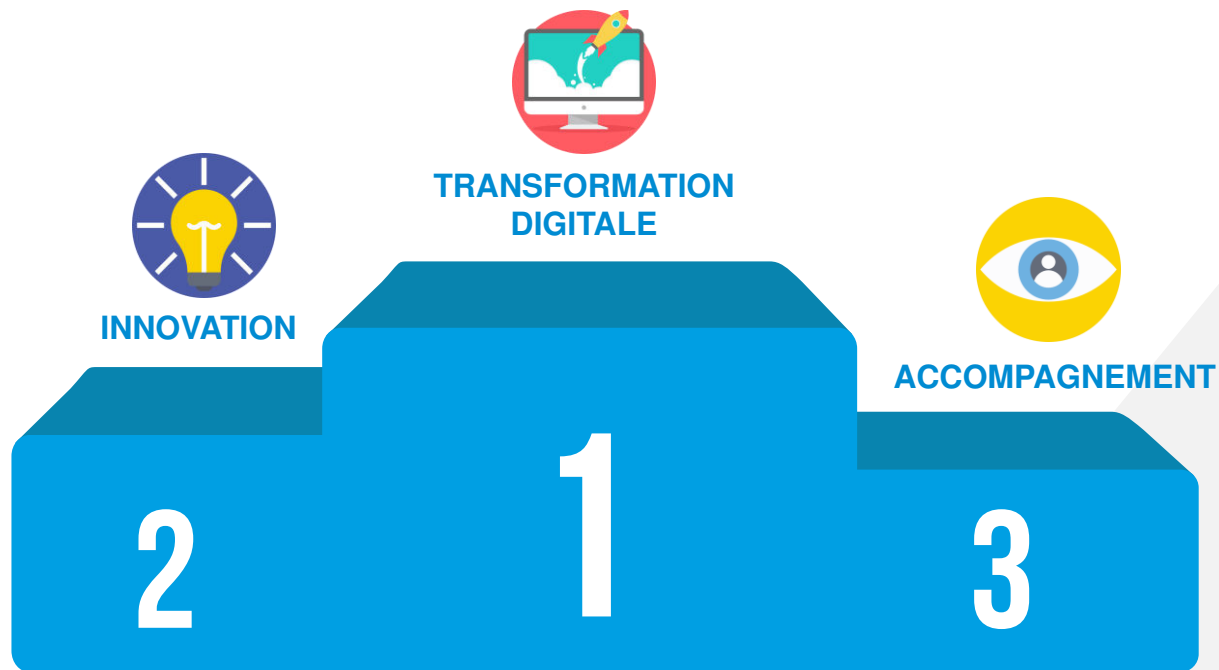 TRANSFORMATION
DIGITALE
INNOVATION
ACCOMPAGNEMENT
1
2
3